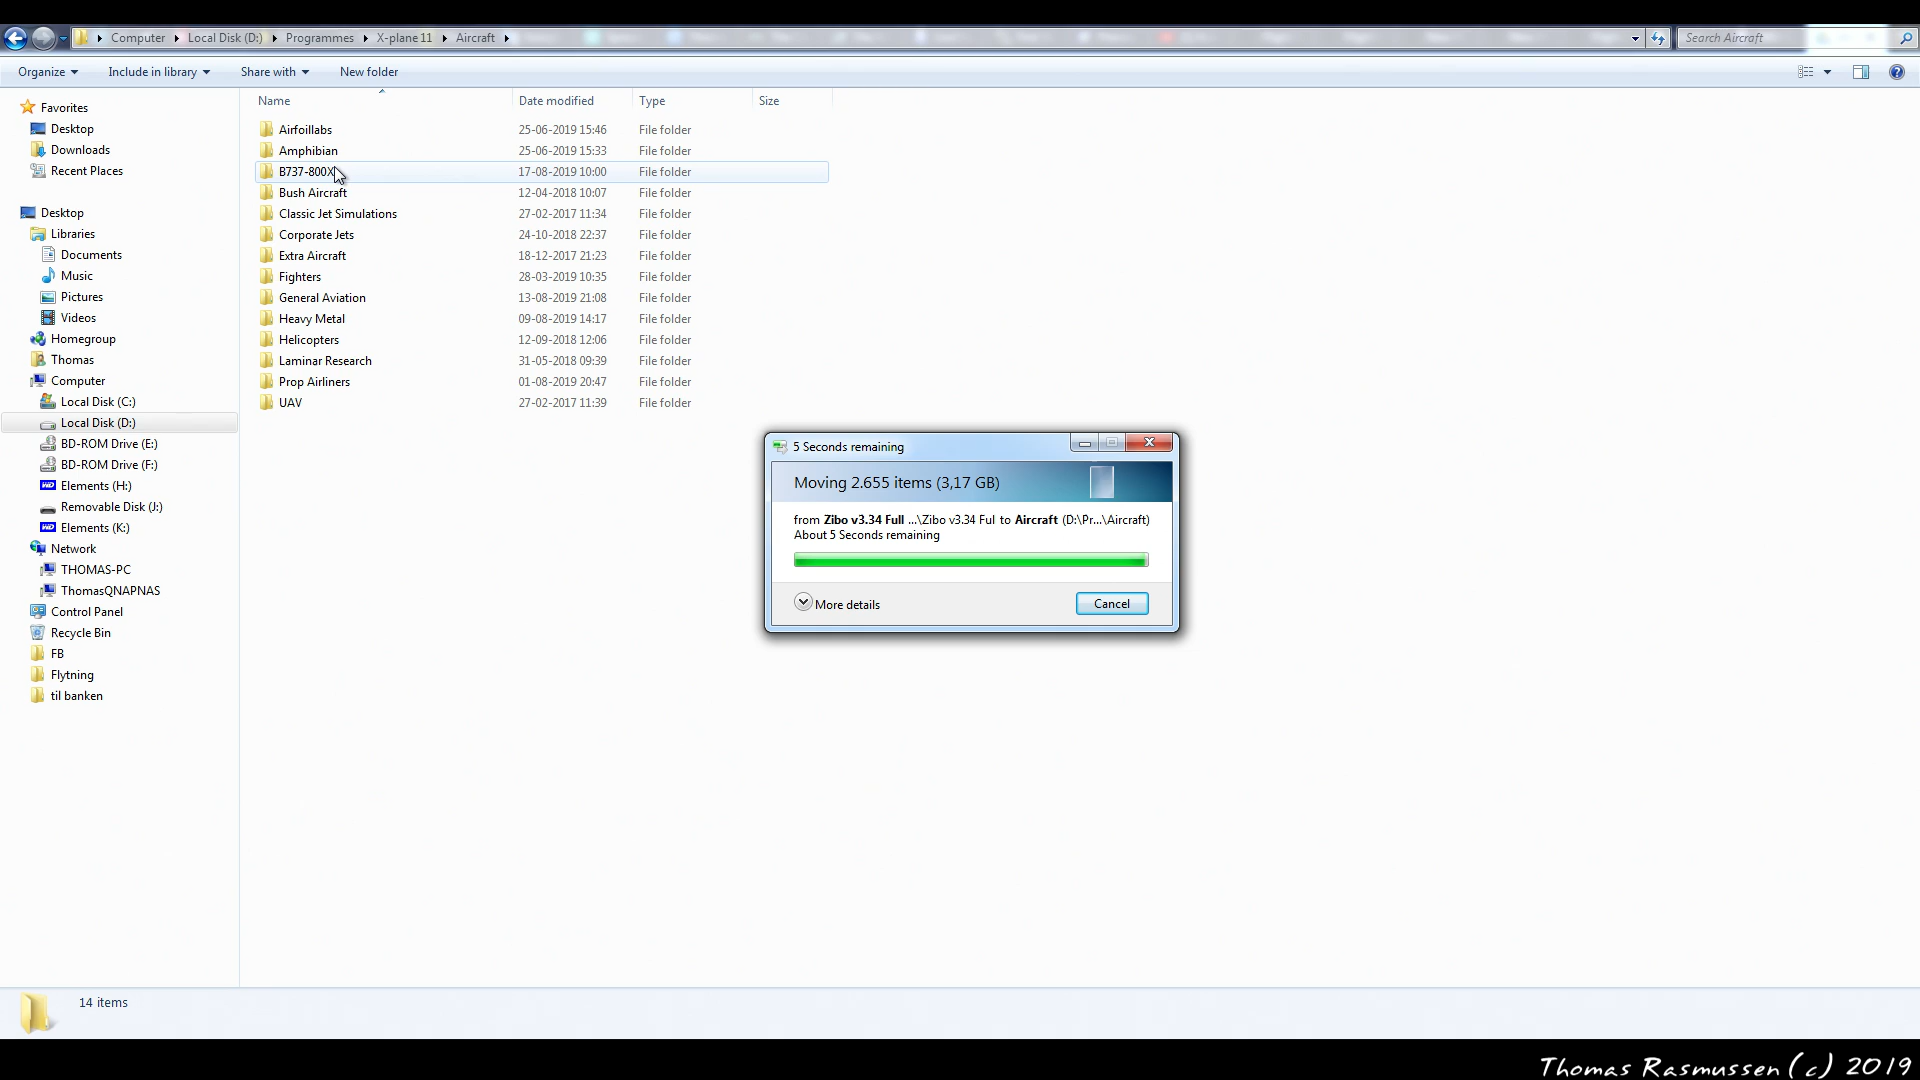 Computer Local Disk (D:) Programmes X-plane 11 Aircraft
Search Aircraft
Organize Include in library Share with New folder
Name Date modified Type Size
Favorites
Desktop
Downloads
Recent Places
Desktop
Libraries
Documents
Music
Pictures
Videos
Homegroup
Thomas
Computer
Local Disk (C:)
Local Disk (D:)
BD-ROM Drive (E:)
BD-ROM Drive (F:)
Elements (H:)
Removable Disk (J:)
Elements (K:)
Network
THOMAS-PC
ThomasQNAPNAS
Control Panel
Recycle Bin
FB
Flytning
til banken
Airfoillabs 25-06-2019 15:46 File folder
Amphibian 25-06-2019 15:33 File folder
B737-800X 17-08-2019 10:00 File folder
Bush Aircraft 12-04-2018 10:07 File folder
Classic Jet Simulations 27-02-2017 11:34 File folder
Corporate Jets 24-10-2018 22:37 File folder
Extra Aircraft 18-12-2017 21:23 File folder
Fighters 28-03-2019 10:35 File folder
General Aviation 13-08-2019 21:08 File folder
Heavy Metal 09-08-2019 14:17 File folder
Helicopters 12-09-2018 12:06 File folder
Laminar Research 31-05-2018 09:39 File folder
Prop Airliners 01-08-2019 20:47 File folder
UAV 27-02-2017 11:39 File folder
5 Seconds remaining
Moving 2.655 items (3,17 GB)
from Zibo v3.34 Full ...\Zibo v3.34 Ful to Aircraft (D:\Pr...\Aircraft)
About 5 Seconds remaining
More details Cancel
14 items
Thomas Rasmussen (c) 2019